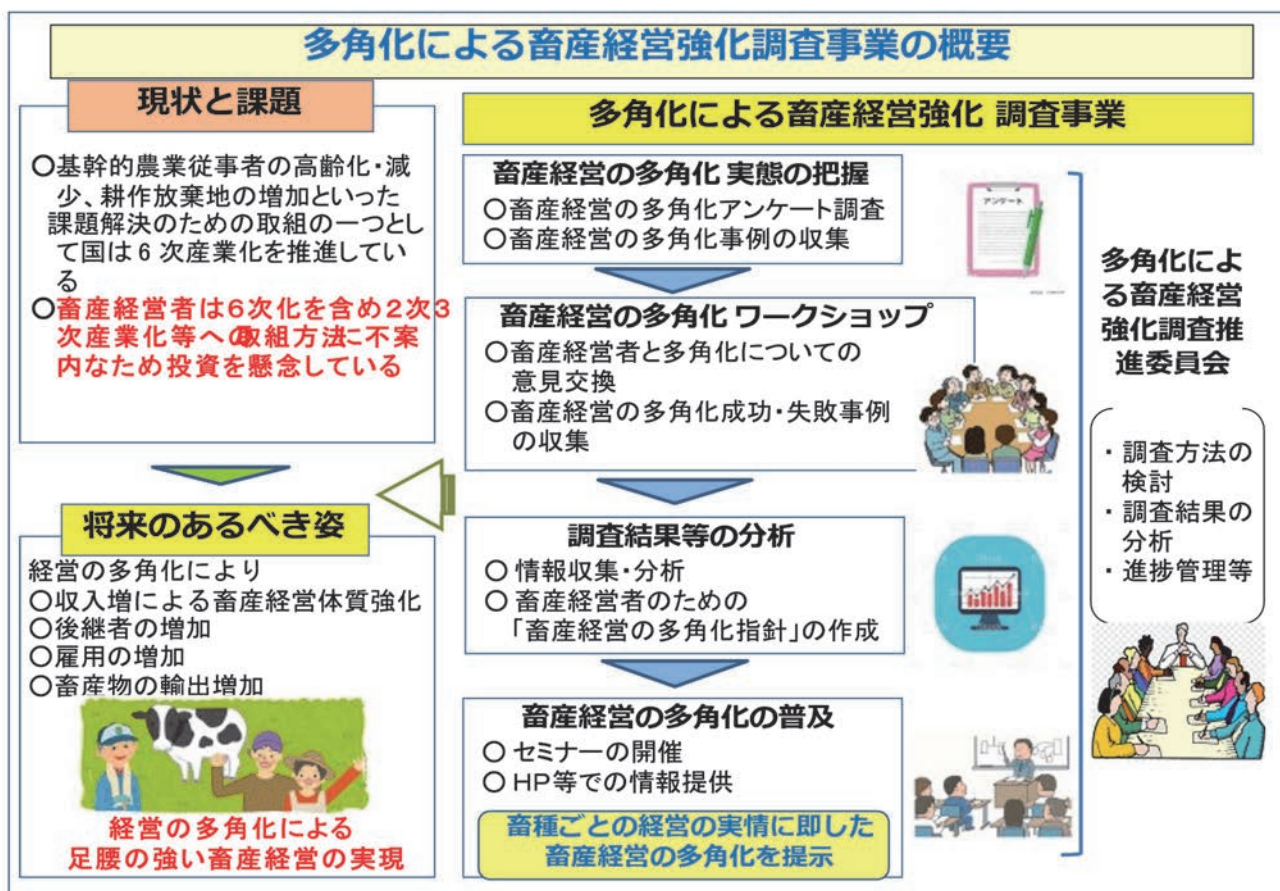 多角化による畜産経営強化調査事業の概要
現状と課題
〇基幹的農業従事者の高齢化・減
少、耕作放棄地の増加といった
課題解決のための取組の一つとし
て国は 6 次産業化を推進してい
る
〇畜産経営者は6次化を含め2次3
次産業化等への取組方法に不案
内なため投資を懸念している
将来のあるべき姿
経営の多角化により
〇収入増による畜産経営体質強化
〇後継者の増加
〇雇用の増加
〇畜産物の輸出増加
経営の多角化による
足腰の強い畜産経営の実現
多角化による畜産経営強化 調査事業
畜産経営の多角化 実態の把握
〇畜産経営の多角化アンケート調査
〇畜産経営の多角化事例の収集
アンケート
畜産経営の多角化 ワークショップ
〇畜産経営者と多角化についての
意見交換
〇畜産経営の多角化成功・失敗事例
の収集
調査結果等の分析
〇 情報収集・分析
〇 畜産経営者のための
「畜産経営の多角化指針」の作成
畜産経営の多角化の普及
〇 セミナーの開催
〇 HP等での情報提供
畜種ごとの経営の実情に即した
畜産経営の多角化を提示
多角化によ
る畜産経営
強化調査推
進委員会
・調査方法の
検討
・調査結果の
分析
・進捗管理等